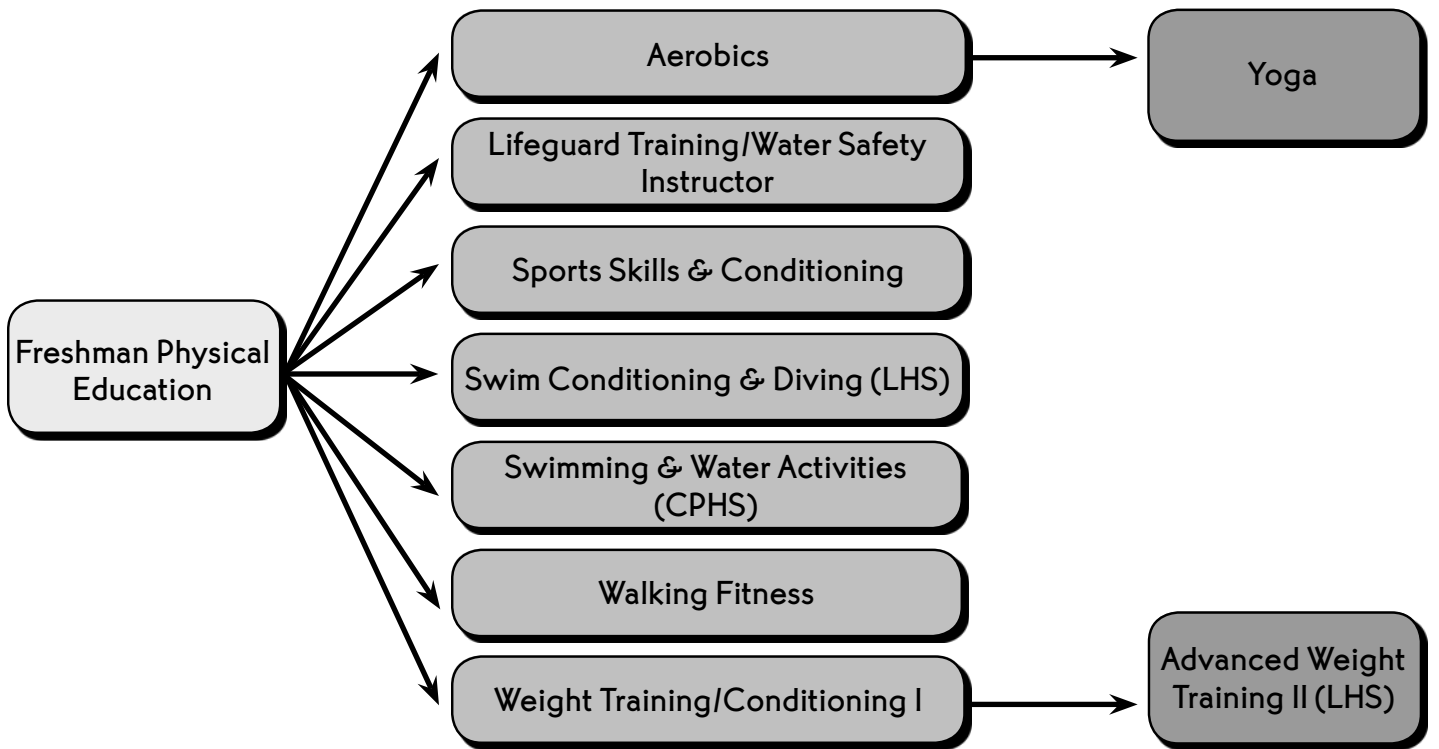 Aerobics
Yoga
Lifeguard Training/Water Safety
Instructor
Sports Skills & Conditioning
Freshman Physical
Education
Swim Conditioning & Diving (LHS)
Swimming & Water Activities
(CPHS)
Walking Fitness
Weight Training/Conditioning I
Advanced Weight
Training II (LHS)